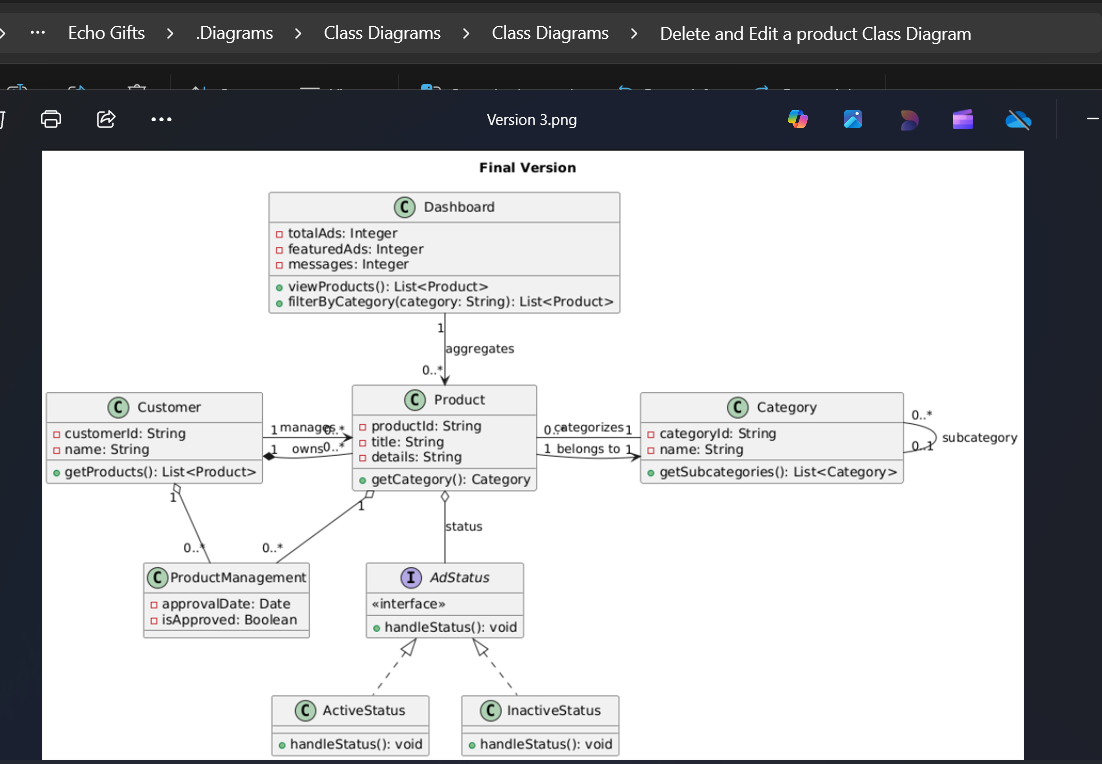 Echo Gifts > .Diagrams > Class Diagrams > Class Diagrams > Delete and Edit a product Class Diagram
Version 3.png
Final Version
C Dashboard
totalAds: Integer
featuredAds: Integer
messages: Integer
viewProducts(): List<Product>
filterByCategory(category: String): List<Product>
1
aggregates
0..*
C Customer
customerId: String
name: String
getProducts(): List<Product>
1 manages 0..*
1 owns 0..*
C Product
productId: String
title: String
details: String
getCategory(): Category
0..* categorizes 1
1 belongs to 1
C Category
categoryId: String
name: String
getSubcategories(): List<Category>
0..*
subcategory
0..1
1
0..*
1
0..*
status
C ProductManagement
approvalDate: Date
isApproved: Boolean
I AdStatus
«interface»
handleStatus(): void
C ActiveStatus
handleStatus(): void
C InactiveStatus
handleStatus(): void